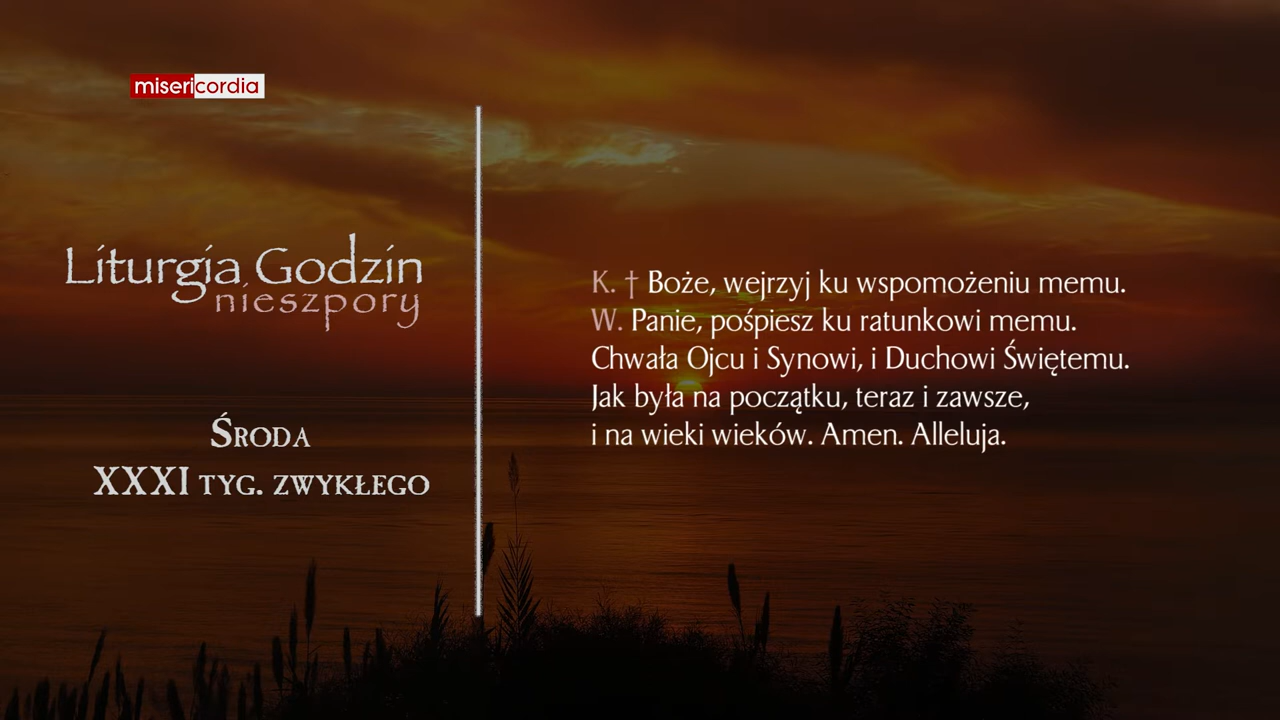 misericordia
Liturgia Godzin
nieszpory
Środa
XXXI tyg. zwykłego
K. † Boże, wejrzyj ku wspomożeniu memu.
W. Panie, pośpiesz ku ratunkowi memu.
Chwała Ojcu i Synowi, i Duchowi Świętemu.
Jak była na początku, teraz i zawsze,
i na wieki wieków. Amen. Alleluja.